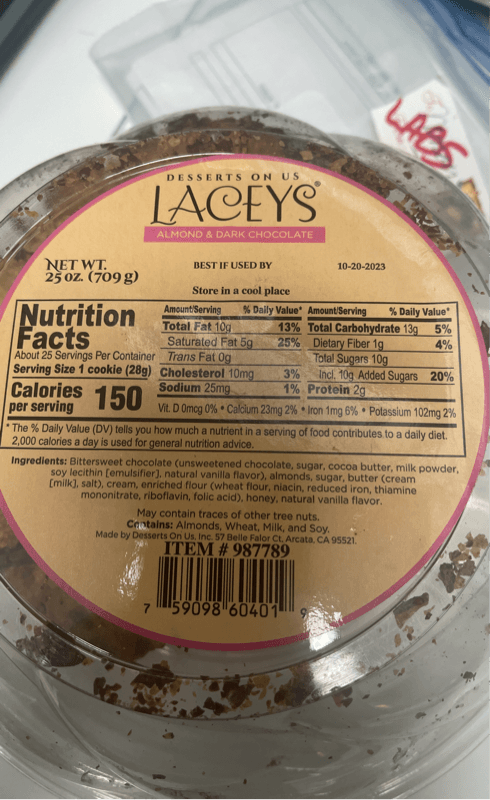 LABS
DESSERTS ON US
LACEYS®
ALMOND & DARK CHOCOLATE
NET WT.
25 OZ. (709 g)
BEST IF USED BY 10-20-2023
Store in a cool place
Nutrition
Facts
About 25 Servings Per Container
Serving Size 1 cookie (28g)
Calories
per serving 150
Amount/Serving % Daily Value* Amount/Serving % Daily Value*
Total Fat 10g 13% Total Carbohydrate 13g 5%
Saturated Fat 5g 25% Dietary Fiber 1g 4%
Trans Fat 0g Total Sugars 10g
Cholesterol 10mg 3% Incl. 10g Added Sugars 20%
Sodium 25mg 1% Protein 2g
Vit. D 0mcg 0% • Calcium 23mg 2% • Iron 1mg 6% • Potassium 102mg 2%
* The % Daily Value (DV) tells you how much a nutrient in a serving of food contributes to a daily diet.
2,000 calories a day is used for general nutrition advice.
Ingredients: Bittersweet chocolate (unsweetened chocolate, sugar, cocoa butter, milk powder,
soy lecithin [emulsifier], natural vanilla flavor), almonds, sugar, butter (cream
[milk], salt), cream, enriched flour (wheat flour, niacin, reduced iron, thiamine
mononitrate, riboflavin, folic acid), honey, natural vanilla flavor.
May contain traces of other tree nuts.
Contains: Almonds, Wheat, Milk, and Soy.
Made by Desserts On Us, Inc. 57 Belle Falor Ct, Arcata, CA 95521.
ITEM # 987789
7 59098 60401 9